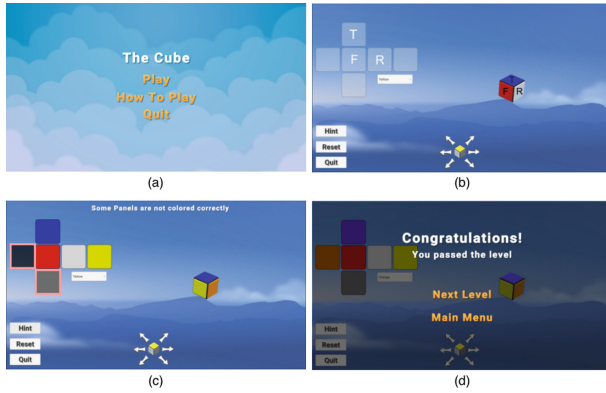 The Cube
Play
How To Play
Quit
(a)
T
F R
Yellow
T
F R
Hint
Reset
Quit
(b)
Some Panels are not colored correctly
Yellow
Hint
Reset
Quit
(c)
Congratulations!
You passed the level
Next Level
Main Menu
Hint
Reset
Quit
(d)